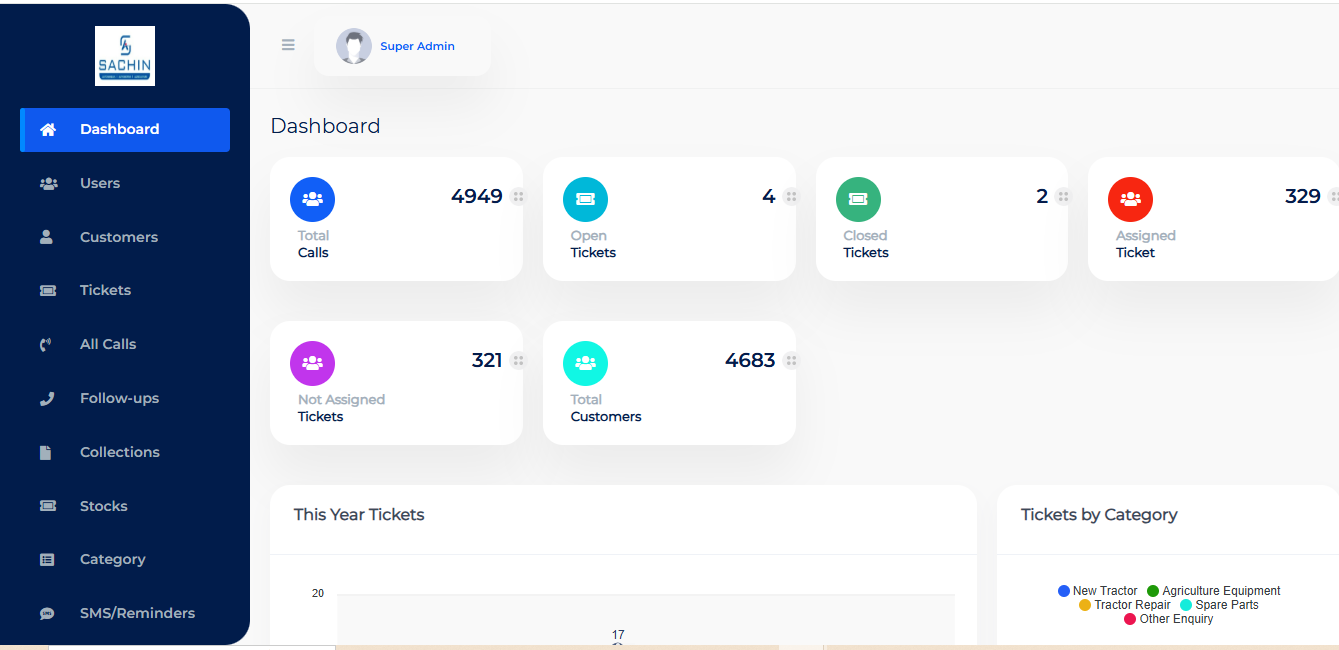 SACHIN
Super Admin
Dashboard
Users
Customers
Tickets
All Calls
Follow-ups
Collections
Stocks
Category
SMS/Reminders
Dashboard
4949
Total
Calls
4
Open
Tickets
2
Closed
Tickets
329
Assigned
Ticket
321
Not Assigned
Tickets
4683
Total
Customers
This Year Tickets
20
17
Tickets by Category
New Tractor
Agriculture Equipment
Tractor Repair
Spare Parts
Other Enquiry